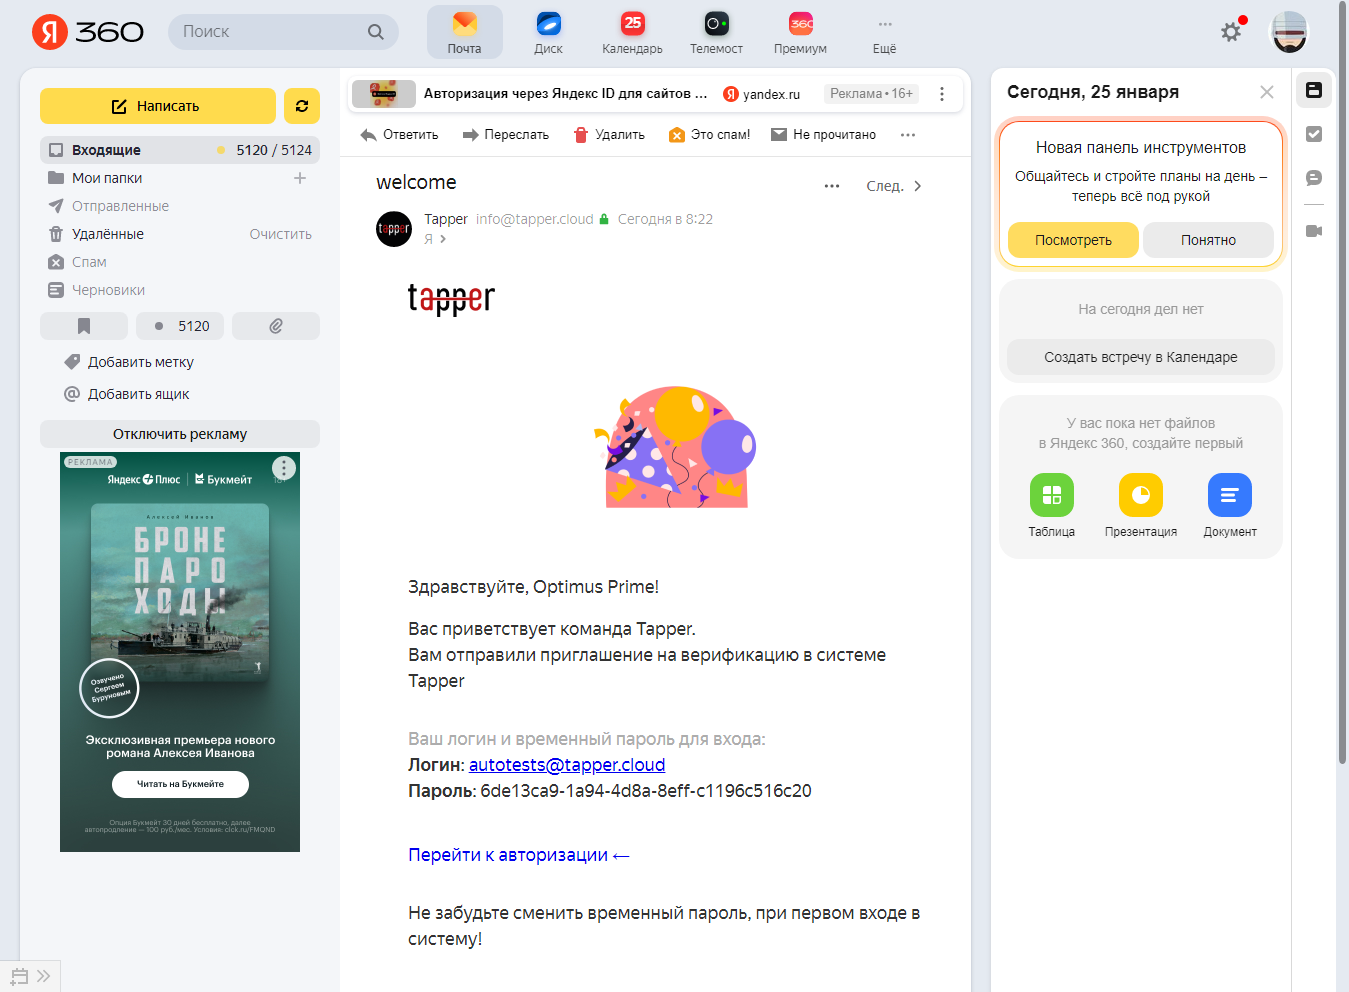 Я 360
Поиск
Почта
Диск
25
Календарь
Телемост
360
Премиум
Ещё
Написать
Входящие
5120 / 5124
Мои папки
Отправленные
Удалённые
Очистить
Спам
Черновики
5120
Добавить метку
Добавить ящик
Отключить рекламу
РЕКЛАМА
Яндекс Плюс | Букмейт
Алексей Иванов
БРОНЕ
ПАРО
ХОДЫ
Озвучено
Сергеем
Буруновым
Эксклюзивная премьера нового
романа Алексея Иванова
Читать на Букмейте
Опция Букмейт 30 дней бесплатно, далее
автопродление — 100 руб./мес. Условия: clck.ru/FMQND
Авторизация через Яндекс ID для сайтов ...
Я yandex.ru
Реклама • 16+
Ответить
Переслать
Удалить
Это спам!
Не прочитано
welcome
След.
tapper
Tapper info@tapper.cloud Сегодня в 8:22
Я
tapper
Здравствуйте, Optimus Prime!
Вас приветствует команда Tapper.
Вам отправили приглашение на верификацию в системе
Tapper
Ваш логин и временный пароль для входа:
Логин: autotests@tapper.cloud
Пароль: 6de13ca9-1a94-4d8a-8eff-c1196c516c20
Перейти к авторизации ←
Не забудьте сменить временный пароль, при первом входе в
систему!
Сегодня, 25 января
Новая панель инструментов
Общайтесь и стройте планы на день –
теперь всё под рукой
Посмотреть
Понятно
На сегодня дел нет
Создать встречу в Календаре
У вас пока нет файлов
в Яндекс 360, создайте первый
Таблица
Презентация
Документ